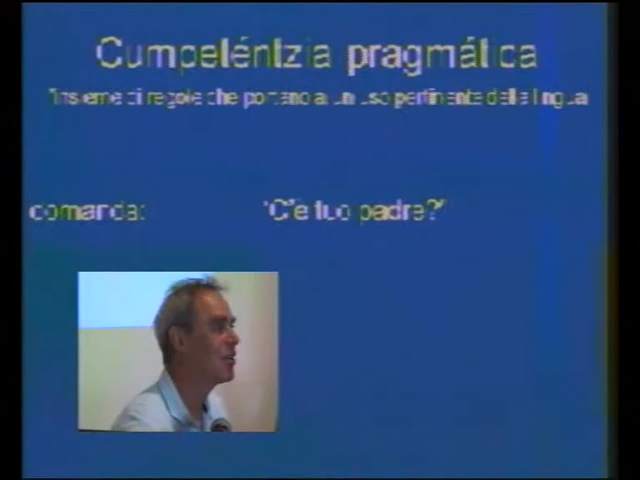 Cumpeténtzia pragmática
"Insieme di regole che portano a un uso pertinente della lingua
comanda: "C'è tuo padre?"